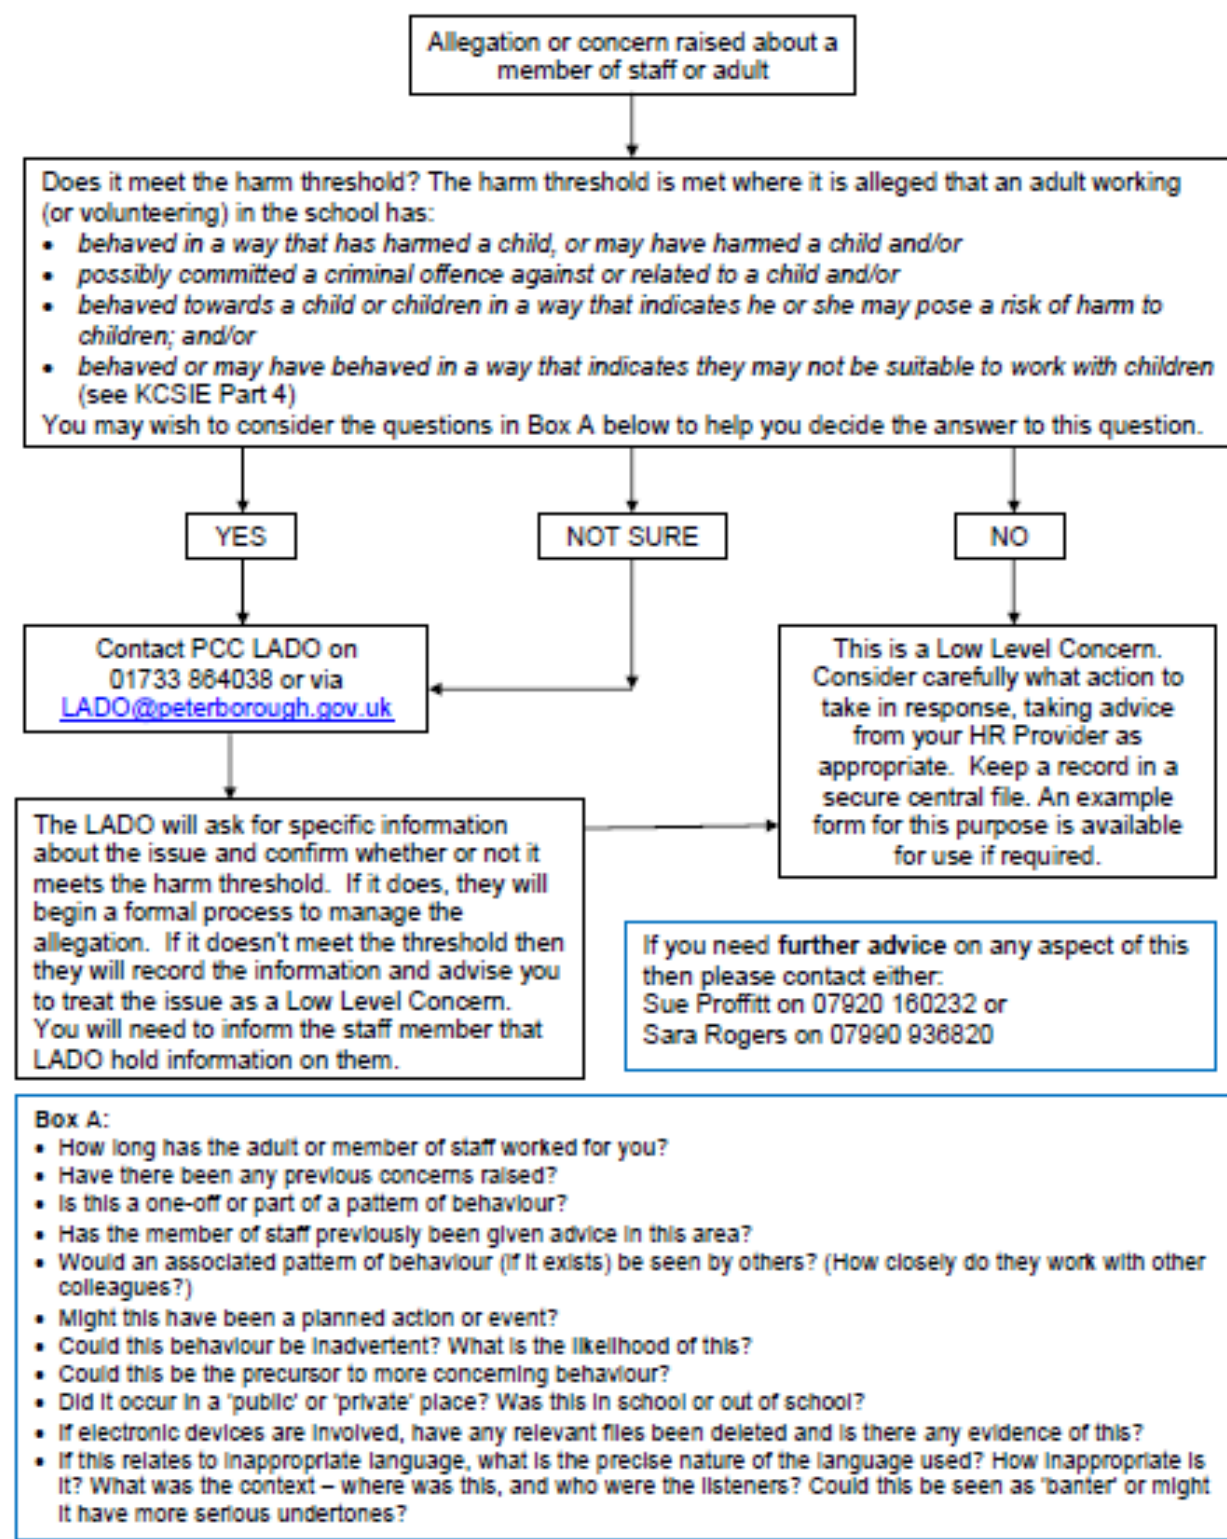 Allegation or concern raised about a
member of staff or adult
Does it meet the harm threshold? The harm threshold is met where it is alleged that an adult working
(or volunteering) in the school has:
• behaved in a way that has harmed a child, or may have harmed a child and/or
• possibly committed a criminal offence against or related to a child and/or
• behaved towards a child or children in a way that indicates he or she may pose a risk of harm to
children; and/or
• behaved or may have behaved in a way that indicates they may not be suitable to work with children
(see KCSIE Part 4)
You may wish to consider the questions in Box A below to help you decide the answer to this question.
YES
NOT SURE
NO
Contact PCC LADO on
01733 864038 or via
LADO@peterborough.gov.uk
This is a Low Level Concern.
Consider carefully what action to
take in response, taking advice
from your HR Provider as
appropriate. Keep a record in a
secure central file. An example
form for this purpose is available
for use if required.
The LADO will ask for specific information
about the issue and confirm whether or not it
meets the harm threshold. If it does, they will
begin a formal process to manage the
allegation. If it doesn't meet the threshold then
they will record the information and advise you
to treat the issue as a Low Level Concern.
You will need to inform the staff member that
LADO hold information on them.
If you need further advice on any aspect of this
then please contact either:
Sue Proffitt on 07920 160232 or
Sara Rogers on 07990 936820
Box A:
• How long has the adult or member of staff worked for you?
• Have there been any previous concerns raised?
• Is this a one-off or part of a pattern of behaviour?
• Has the member of staff previously been given advice in this area?
• Would an associated pattern of behaviour (if it exists) be seen by others? (How closely do they work with other
colleagues?)
• Might this have been a planned action or event?
• Could this behaviour be inadvertent? What is the likelihood of this?
• Could this be the precursor to more concerning behaviour?
• Did it occur in a 'public' or 'private' place? Was this in school or out of school?
• If electronic devices are involved, have any relevant files been deleted and is there any evidence of this?
• If this relates to inappropriate language, what is the precise nature of the language used? How inappropriate is
it? What was the context – where was this, and who were the listeners? Could this be seen as 'banter' or might
it have more serious undertones?